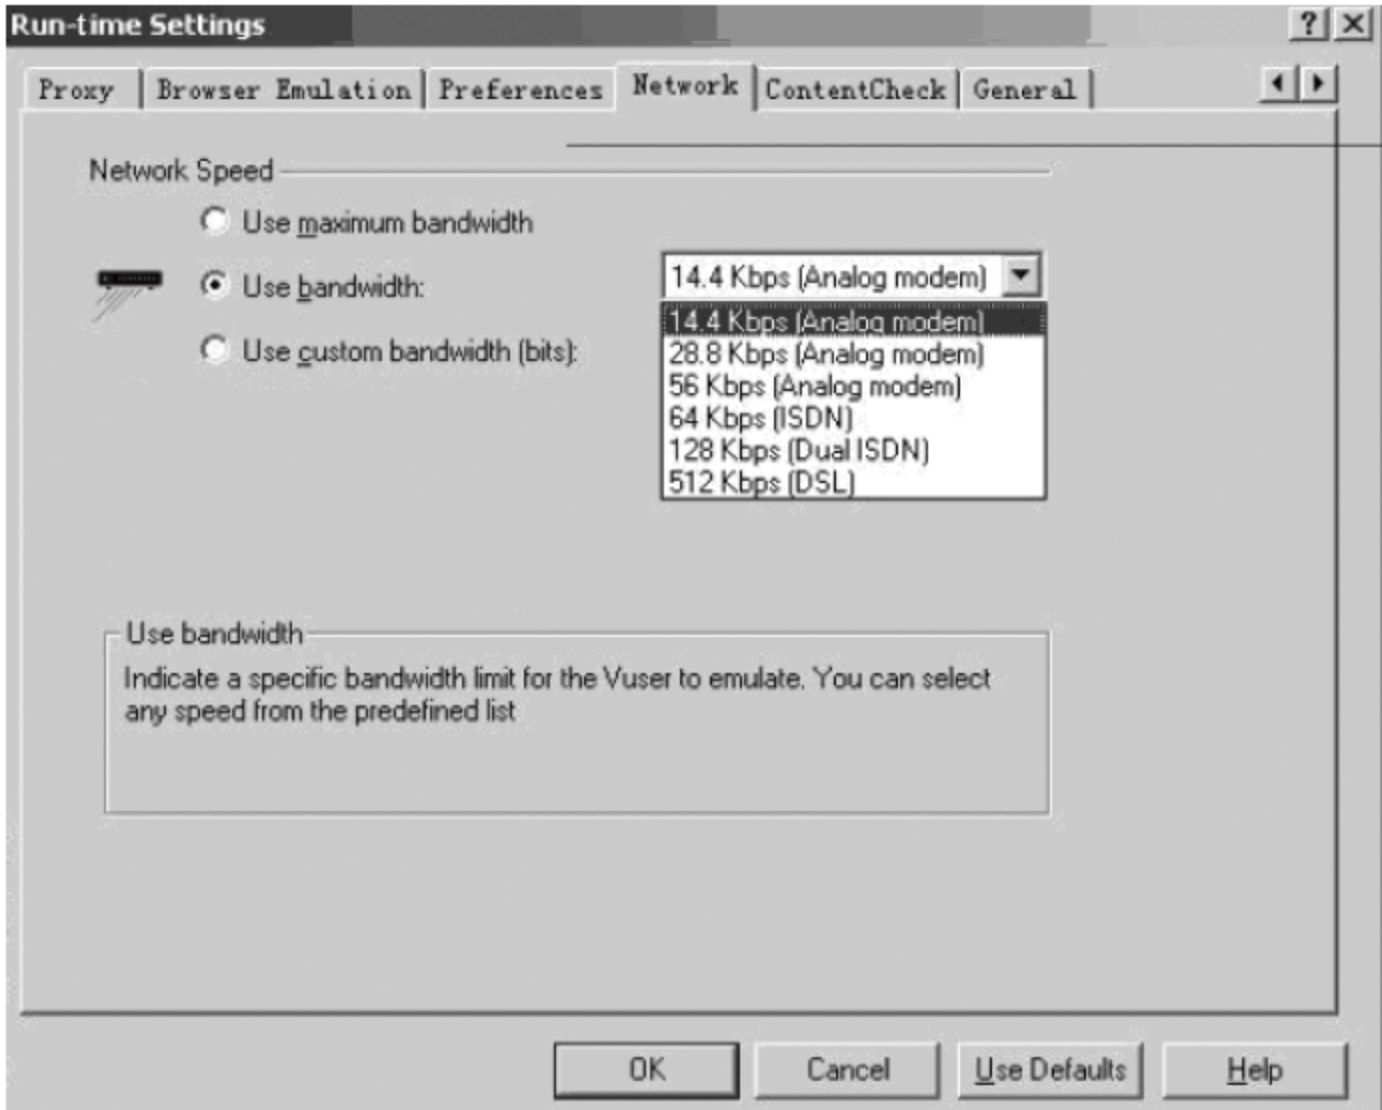 Run-time Settings
Proxy Browser Emulation Preferences Network ContentCheck General
Network Speed
Use maximum bandwidth
Use bandwidth:
14.4 Kbps (Analog modem)
14.4 Kbps (Analog modem)
28.8 Kbps (Analog modem)
56 Kbps (Analog modem)
64 Kbps (ISDN)
128 Kbps (Dual ISDN)
512 Kbps (DSL)
Use custom bandwidth (bits):
Use bandwidth
Indicate a specific bandwidth limit for the Vuser to emulate. You can select
any speed from the predefined list
OK Cancel Use Defaults Help